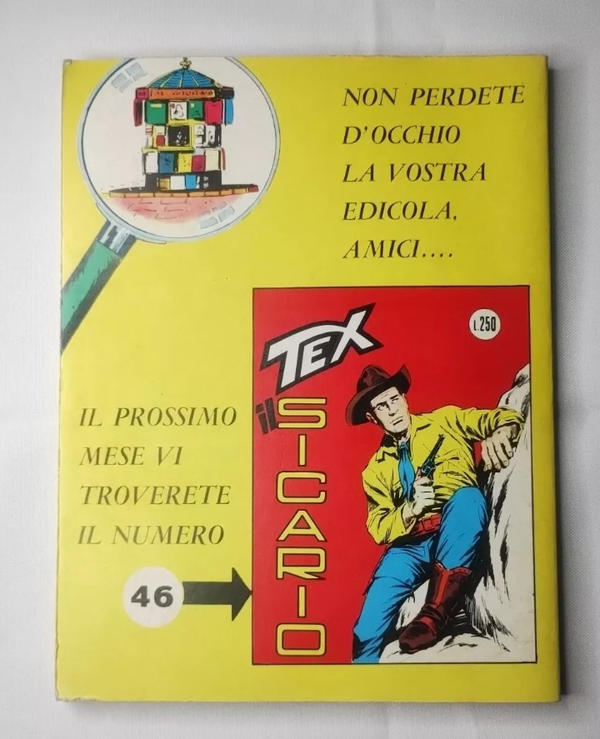 NON PERDETE
D'OCCHIO
LA VOSTRA
EDICOLA,
AMICI....
TEX
L.250
il
SICARIO
IL PROSSIMO
MESE VI
TROVERETE
IL NUMERO
46